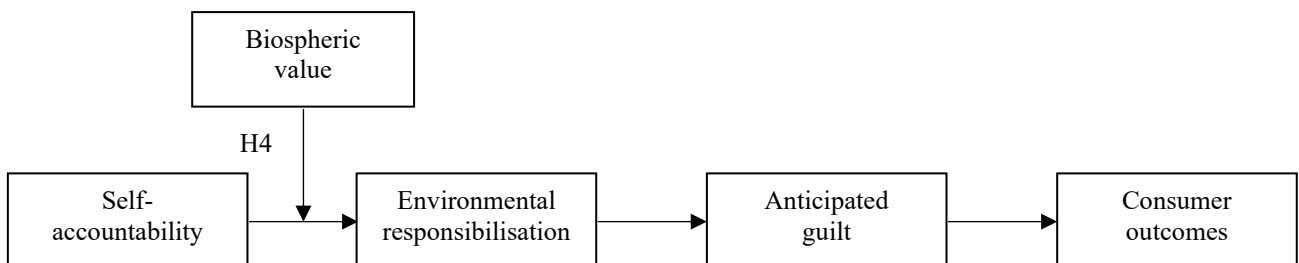 Biospheric
value
H4
Self-
accountability
Environmental
responsibilisation
Anticipated
guilt
Consumer
outcomes